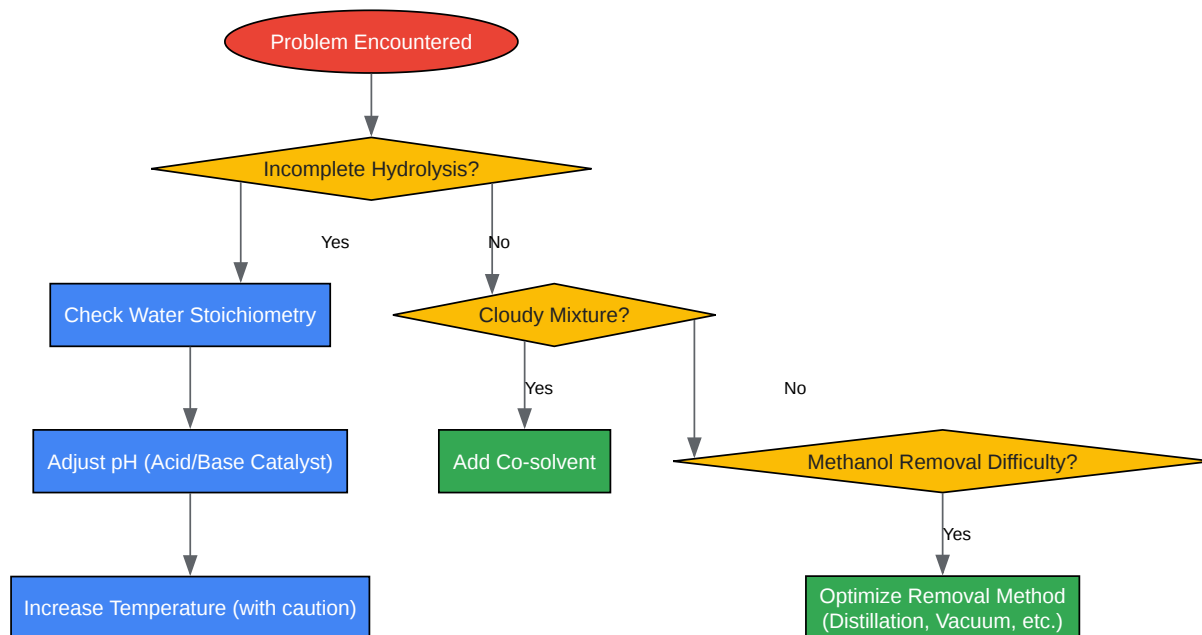 Problem Encountered
Incomplete Hydrolysis?
Yes
No
Check Water Stoichiometry
Cloudy Mixture?
Yes
No
Adjust pH (Acid/Base Catalyst)
Add Co-solvent
Methanol Removal Difficulty?
Yes
Increase Temperature (with caution)
Optimize Removal Method
(Distillation, Vacuum, etc.)